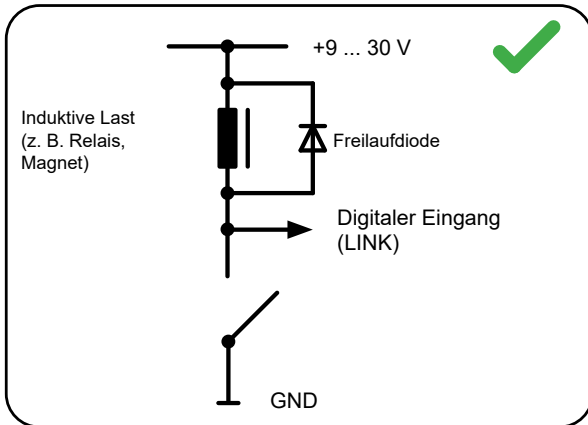 +9 ... 30 V
Induktive Last
(z. B. Relais,
Magnet)
Freilaufdiode
Digitaler Eingang
(LINK)
GND